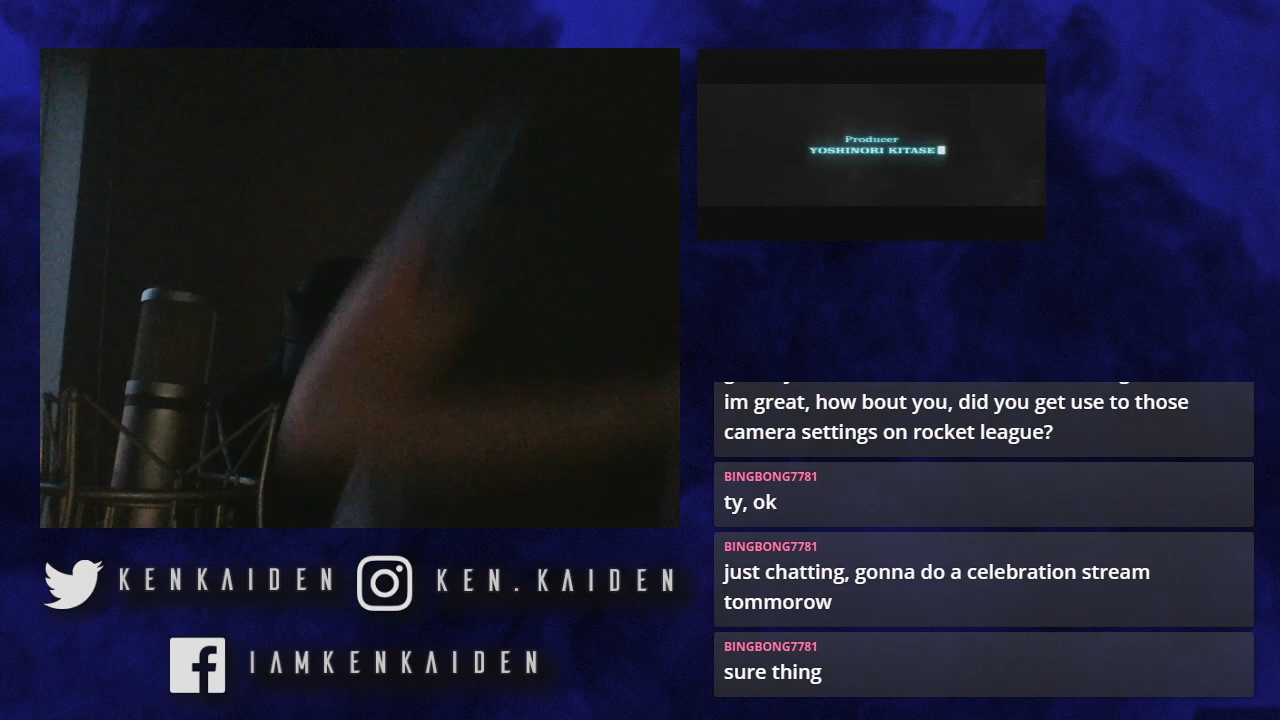 Producer
YOSHINORI KITASE
im great, how bout you, did you get use to those
camera settings on rocket league?
BINGBONG7781
ty, ok
BINGBONG7781
just chatting, gonna do a celebration stream
tommorow
BINGBONG7781
sure thing
KENKAIDEN
KEN.KAIDEN
IAMKENKAIDEN